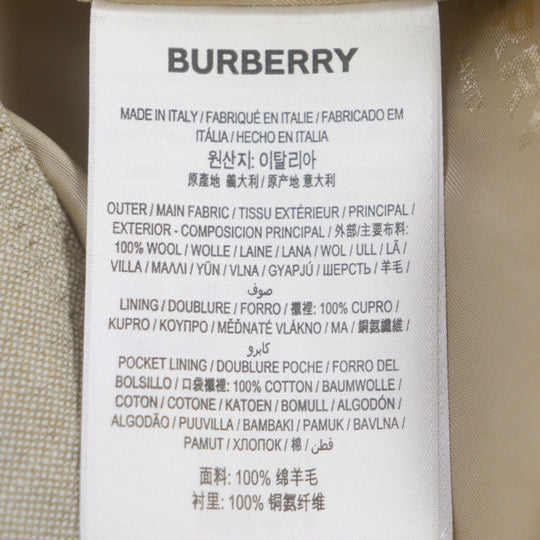 BURBERRY
MADE IN ITALY / FABRIQUÉ EN ITALIE / FABRICADO EM
ITÁLIA / HECHO EN ITALIA
원산지: 이탈리아
原產地 義大利 / 原产地 意大利
OUTER / MAIN FABRIC / TISSU EXTÉRIEUR / PRINCIPAL /
EXTERIOR - COMPOSICION PRINCIPAL / 外部/主要布料:
100% WOOL / WOLLE / LAINE / LANA / WOL / ULL / LÃ /
VILLA / ΜΑΛΛΙ / YŪN / VLNA / GYAPJÚ / ШЕРСТЬ / 羊毛 /
صوف
LINING / DOUBLURE / FORRO / 襯裡: 100% CUPRO /
KUPRO / ΚΟΥΠΡΟ / MĚĎNATÉ VLÁKNO / MA / 銅氨纖維 /
كابرو
POCKET LINING / DOUBLURE POCHE / FORRO DEL
BOLSILLO / 口袋襯裡: 100% COTTON / BAUMWOLLE /
COTON / COTONE / KATOEN / BOMULL / ALGODÓN /
ALGODÃO / PUUVILLA / BAMBAKI / PAMUK / BAVLNA /
PAMUT / ХЛОПОК / 棉 / قطن
面料: 100% 绵羊毛
衬里: 100% 铜氨纤维